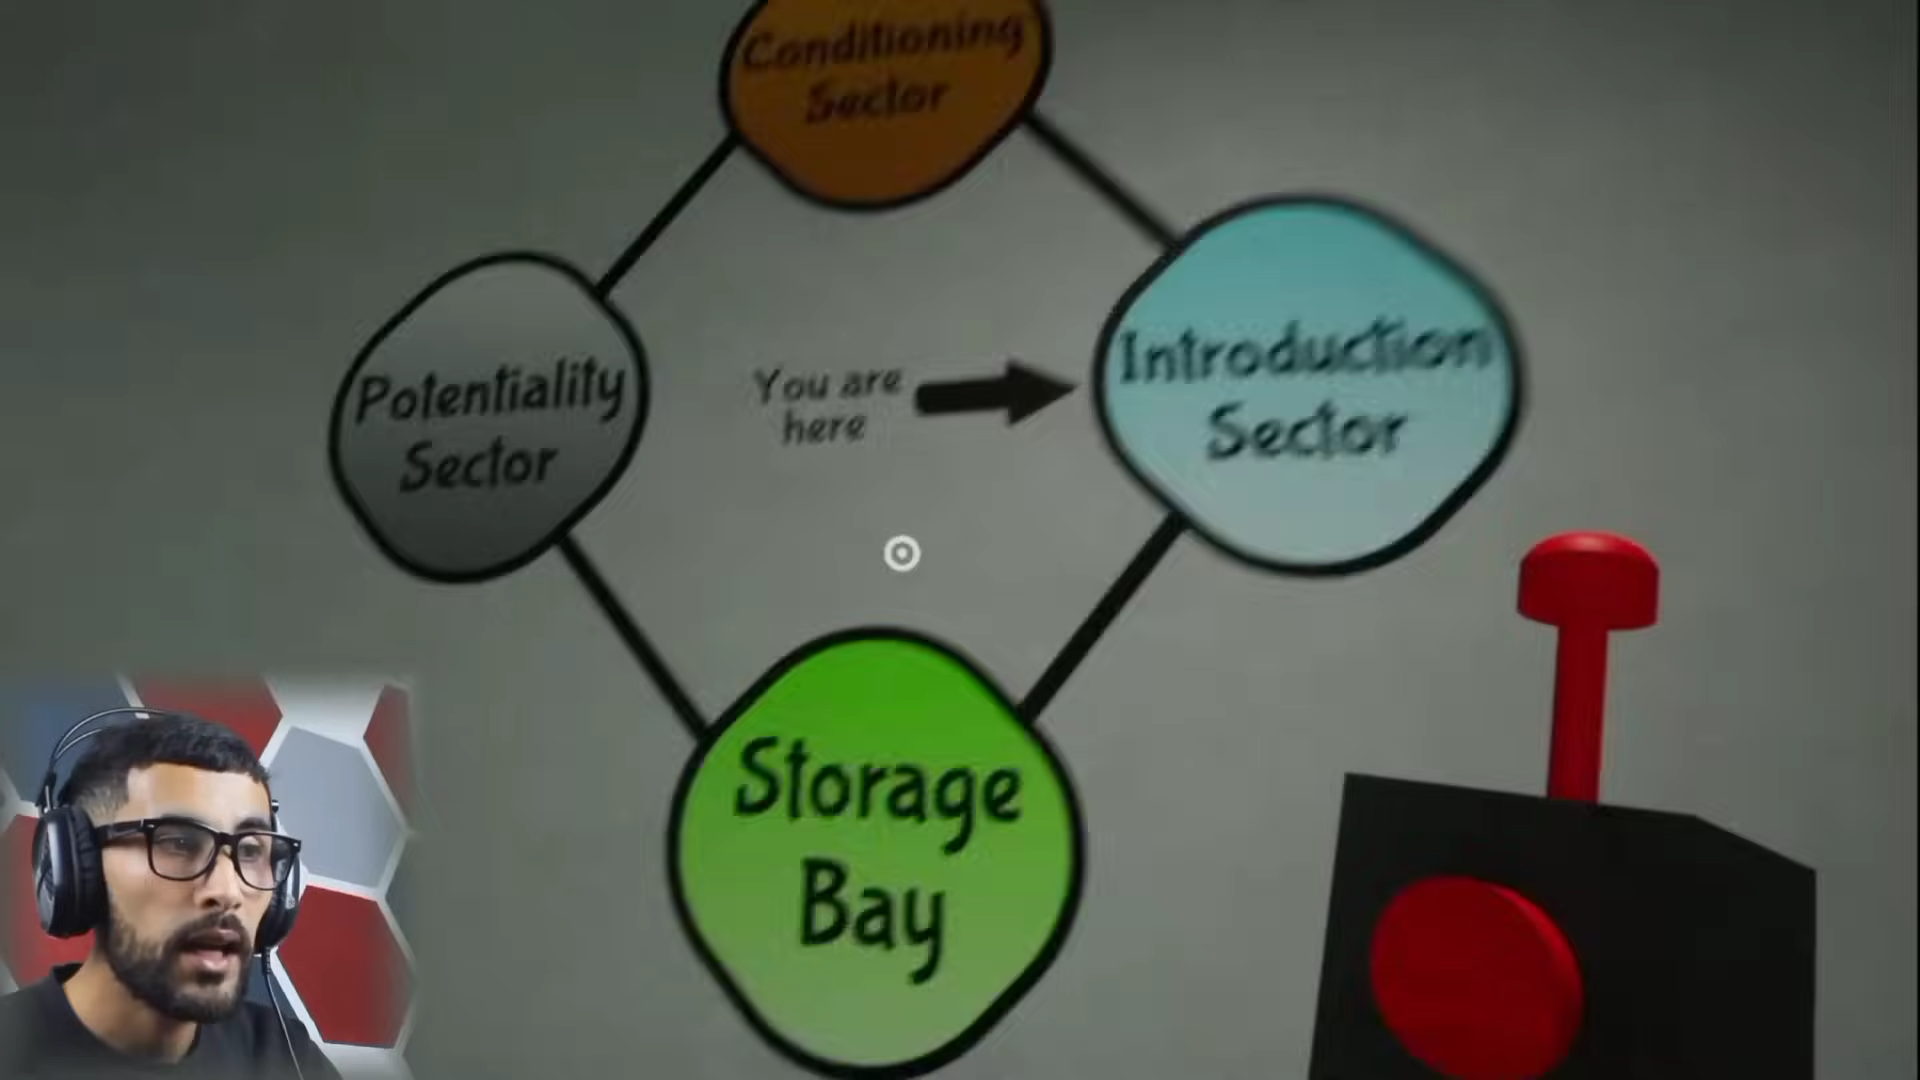 Conditioning
Sector
Potentiality
Sector
You are
here
Introduction
Sector
Storage
Bay